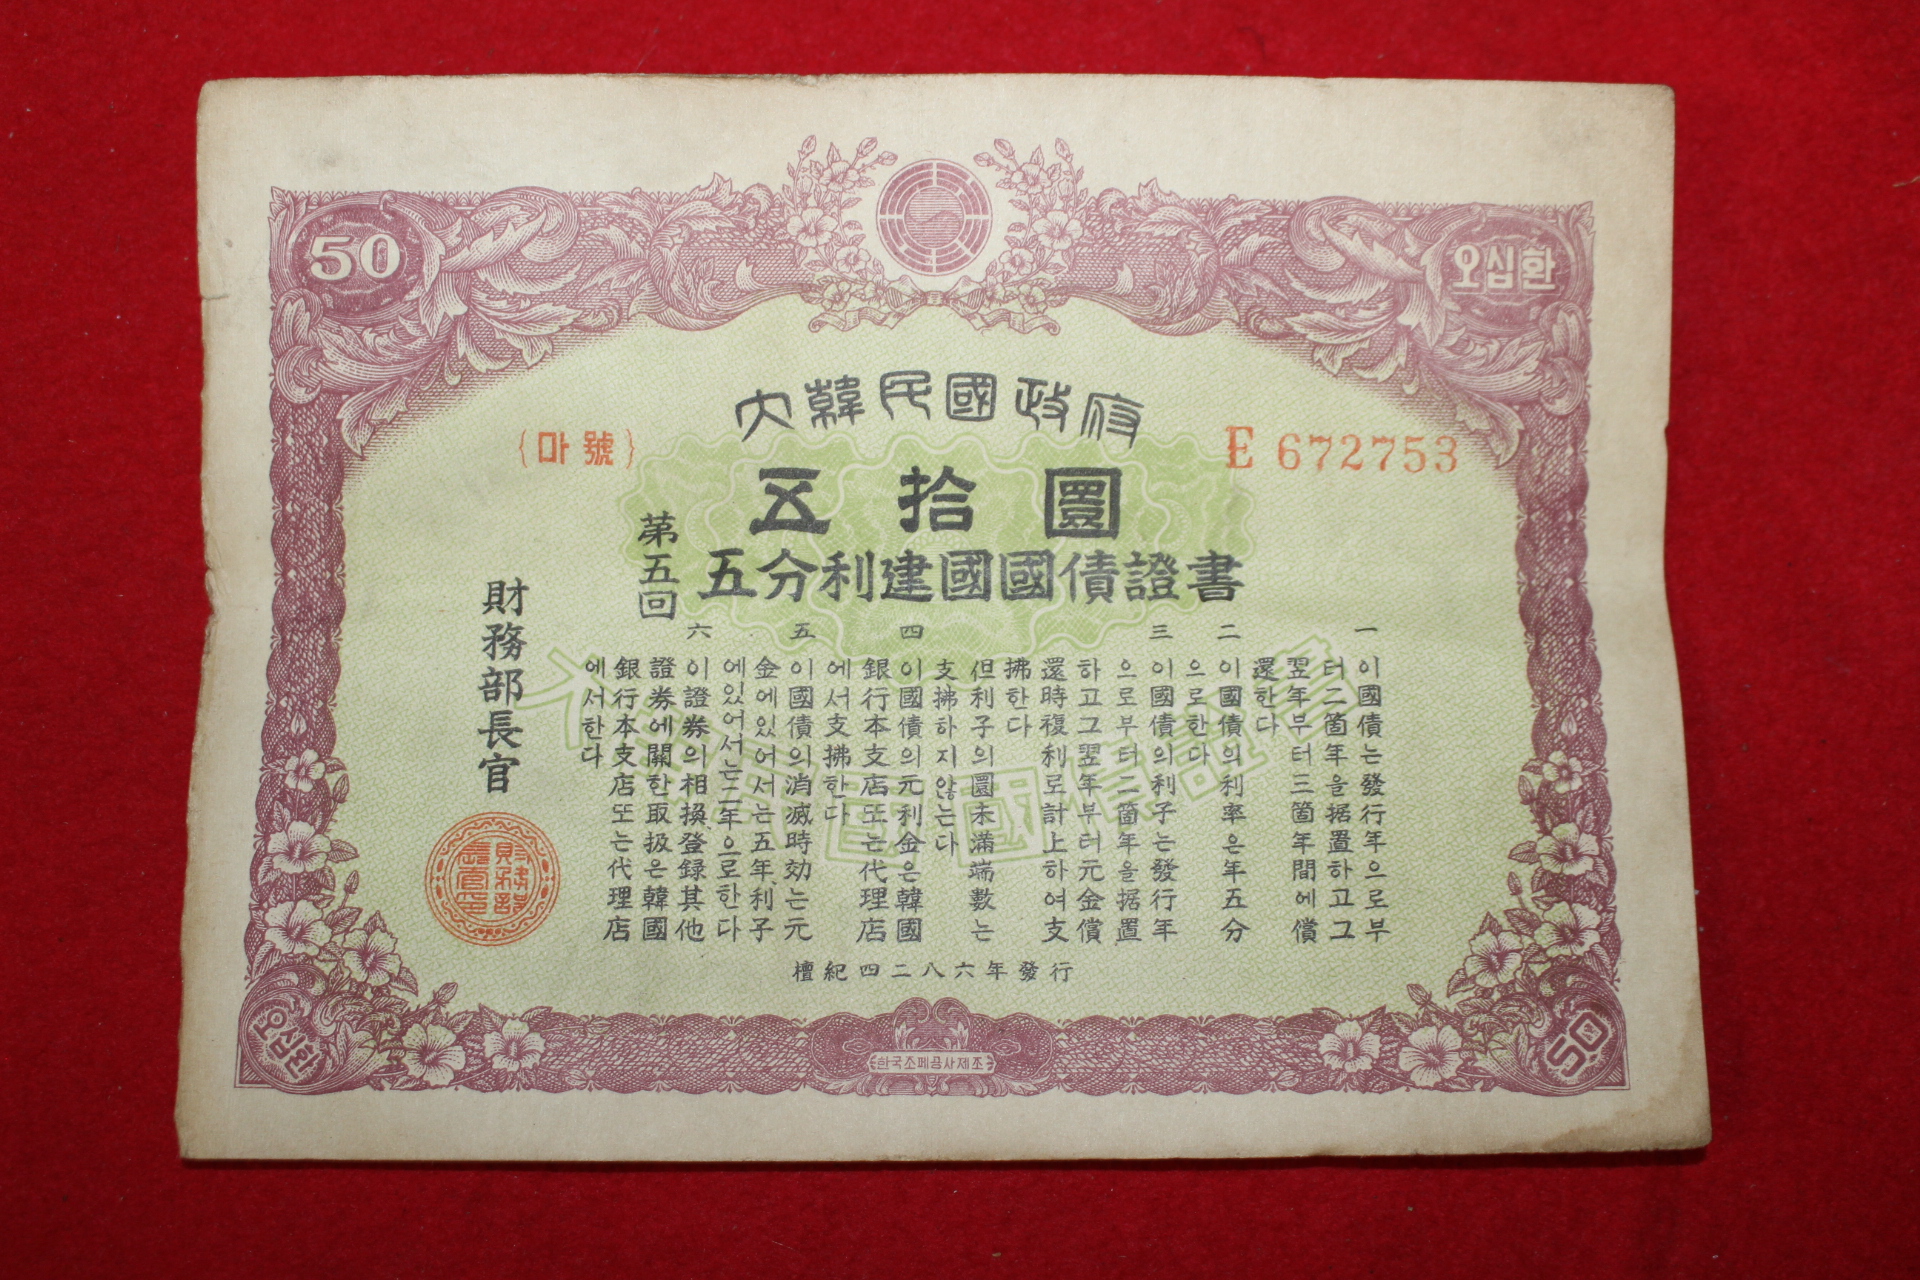 50
오십환
大韓民國政府
{마號}
E 672753
五拾圜
第五回
五分利建國國債證書
一 이國債는發行年으로부
터二箇年을据置하고그
翌年부터三箇年間에償
還한다
二 이國債의利率은年五分
으로한다
三 이國債의利子는發行年
으로부터二箇年을据置
하고그翌年부터元金償
還時複利로計上하여支
拂한다
但利子의圜未滿端數는
支拂하지않는다
四 이國債의元利金은韓國
銀行本支店또는代理店
에서支拂한다
五 이國債의消滅時効는元
金에있어서는五年,利子
에있어서는二年으로한다
六 이證券의相換,登錄其他
證券에關한取扱은韓國
銀行本支店또는代理店
에서한다
財務部長官
檀紀四二八六年發行
오십환
한국조폐공사제조
50